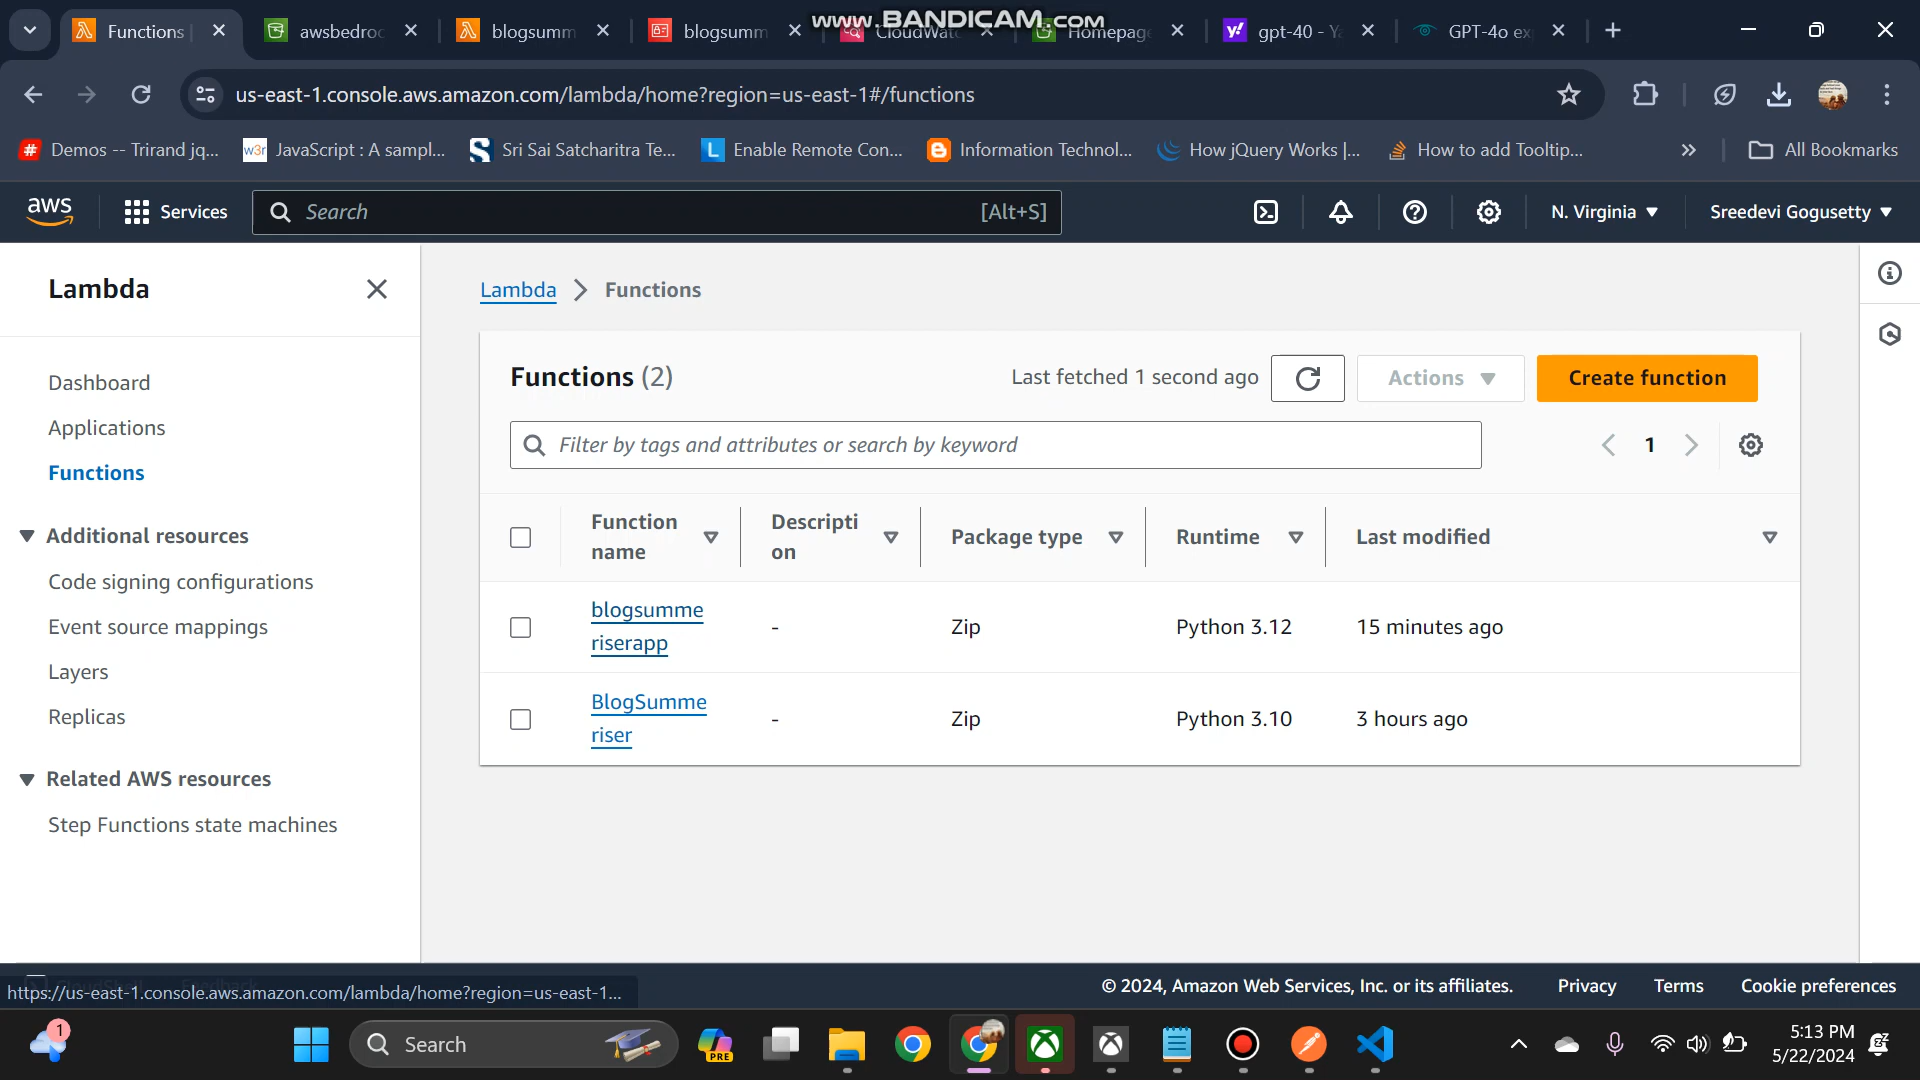 Functions
awsbedroc
blogsumm
blogsumm
CloudWatc
Homepage
gpt-40 - Ya
GPT-4o exp
www.BANDICAM.com
us-east-1.console.aws.amazon.com/lambda/home?region=us-east-1#/functions
Demos -- Trirand jq...
JavaScript : A sampl...
Sri Sai Satcharitra Te...
Enable Remote Con...
Information Technol...
How jQuery Works |...
How to add Tooltip...
All Bookmarks
aws
Services
Search
[Alt+S]
N. Virginia
Sreedevi Gogusetty
Lambda
Lambda
Functions
Dashboard
Applications
Functions
Additional resources
Code signing configurations
Event source mappings
Layers
Replicas
Related AWS resources
Step Functions state machines
Functions (2)
Last fetched 1 second ago
Actions
Create function
Filter by tags and attributes or search by keyword
1
Function name
Descripti on
Package type
Runtime
Last modified
blogsumme
riserapp
-
Zip
Python 3.12
15 minutes ago
BlogSumme
riser
-
Zip
Python 3.10
3 hours ago
https://us-east-1.console.aws.amazon.com/lambda/home?region=us-east-1...
© 2024, Amazon Web Services, Inc. or its affiliates.
Privacy
Terms
Cookie preferences
1
Search
PRE
5:13 PM
5/22/2024